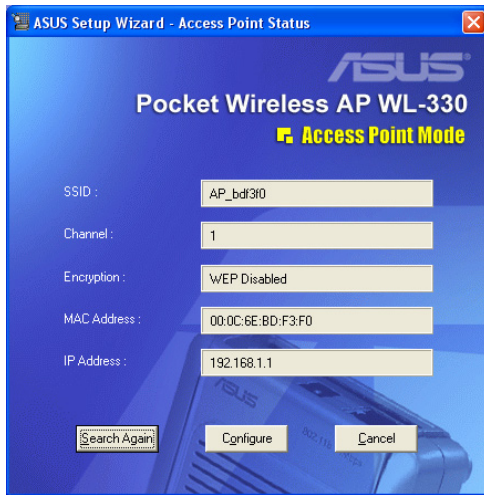 ASUS Setup Wizard - Access Point Status
ASUS
Pocket Wireless AP WL-330
Access Point Mode
SSID :
AP_bdf3f0
Channel :
1
Encryption :
WEP Disabled
MAC Address :
00:0C:6E:BD:F3:F0
IP Address :
192.168.1.1
ASUS
Search Again
Configure
Cancel